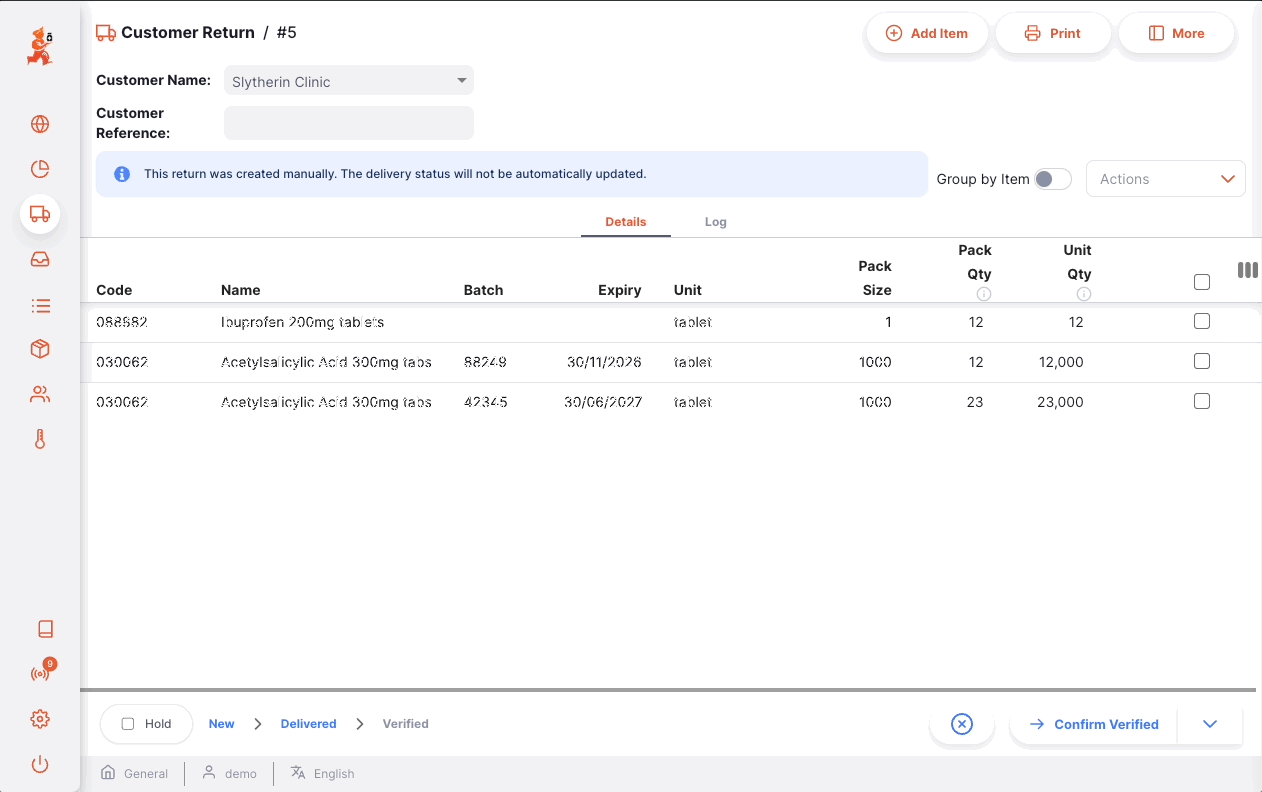 Customer Return / #5
Add Item
Print
More
Customer Name: Slytherin Clinic
Customer
Reference:
This return was created manually. The delivery status will not be automatically updated.
Group by Item
Actions
Details Log
Code Name Batch Expiry Unit Pack Size Pack Qty Unit Qty
Ibuprofen 200mg tablets tablet 1 12 12
030062 Acetylsalicylic Acid 300mg tabs 88249 30/11/2026 tablet 1000 12 12,000
030062 Acetylsalicylic Acid 300mg tabs 42345 30/06/2027 tablet 1000 23 23,000
9
Hold New Delivered Verified Confirm Verified
General demo English